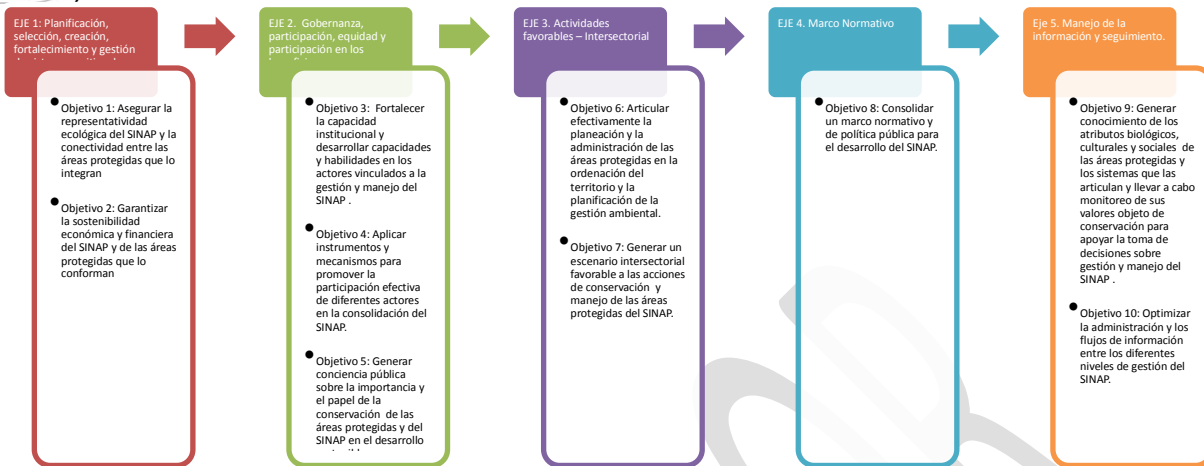 EJE 1: Planificación,
selección, creación,
fortalecimiento y gestión
Objetivo 1: Asegurar la
representatividad
ecológica del SINAP y la
conectividad entre las
áreas protegidas que lo
integran
Objetivo 2: Garantizar
la sostenibilidad
económica y financiera
del SINAP y de las áreas
protegidas que lo
conforman
EJE 2. Gobernanza,
participación, equidad y
participación en los
Objetivo 3: Fortalecer
la capacidad
institucional y
desarrollar capacidades
y habilidades en los
actores vinculados a la
gestión y manejo del
SINAP .
Objetivo 4: Aplicar
instrumentos y
mecanismos para
promover la
participación efectiva
de diferentes actores
en la consolidación del
SINAP.
Objetivo 5: Generar
conciencia pública
sobre la importancia y
el papel de la
conservación de las
áreas protegidas y del
SINAP en el desarrollo
EJE 3. Actividades
favorables – Intersectorial
Objetivo 6: Articular
efectivamente la
planeación y la
administración de las
áreas protegidas en la
ordenación del
territorio y la
planificación de la
gestión ambiental.
Objetivo 7: Generar un
escenario intersectorial
favorable a las acciones
de conservación y
manejo de las áreas
protegidas del SINAP.
EJE 4. Marco Normativo
Objetivo 8: Consolidar
un marco normativo y
de política pública para
el desarrollo del SINAP.
Eje 5. Manejo de la
información y seguimiento.
Objetivo 9: Generar
conocimiento de los
atributos biológicos,
culturales y sociales de
las áreas protegidas y
los sistemas que las
articulan y llevar a cabo
monitoreo de sus
valores objeto de
conservación para
apoyar la toma de
decisiones sobre
gestión y manejo del
SINAP .
Objetivo 10: Optimizar
la administración y los
flujos de información
entre los diferentes
niveles de gestión del
SINAP.